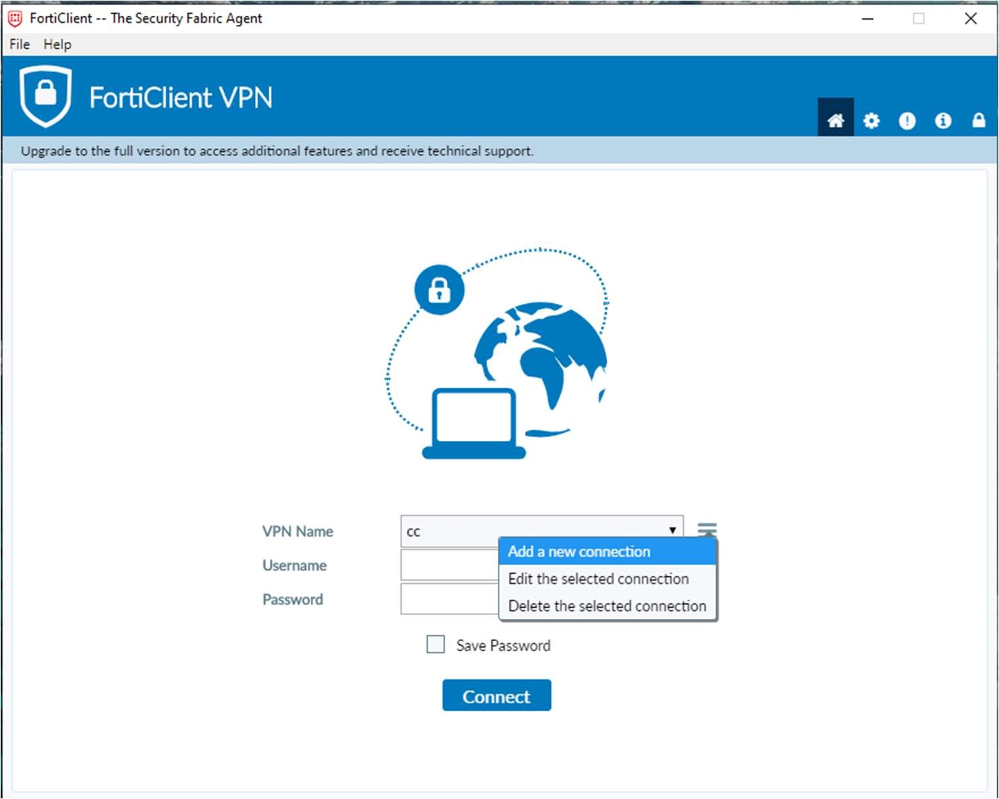 FortiClient -- The Security Fabric Agent
File Help
FortiClient VPN
Upgrade to the full version to access additional features and receive technical support.
VPN Name cc
Add a new connection
Username
Edit the selected connection
Password
Delete the selected connection
Save Password
Connect